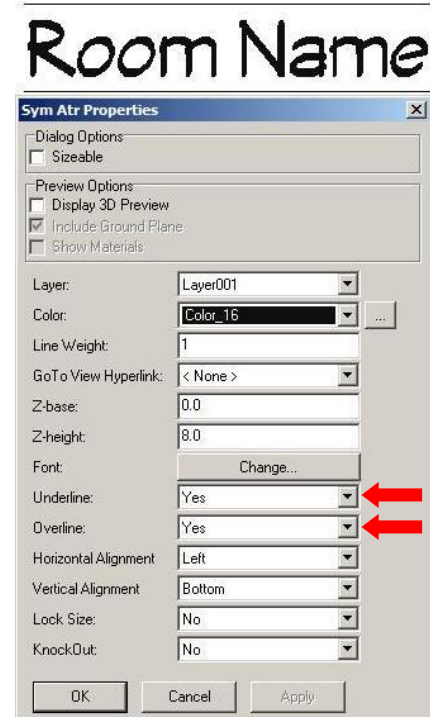 Room Name
Sym Atr Properties
Dialog Options
Sizeable
Preview Options
Display 3D Preview
Include Ground Plane
Show Materials
Layer: Layer001
Color: Color_16 ...
Line Weight: 1
GoTo View Hyperlink: < None >
Z-base: 0.0
Z-height: 8.0
Font: Change...
Underline: Yes
Overline: Yes
Horizontal Alignment Left
Vertical Alignment Bottom
Lock Size: No
KnockOut: No
OK Cancel Apply